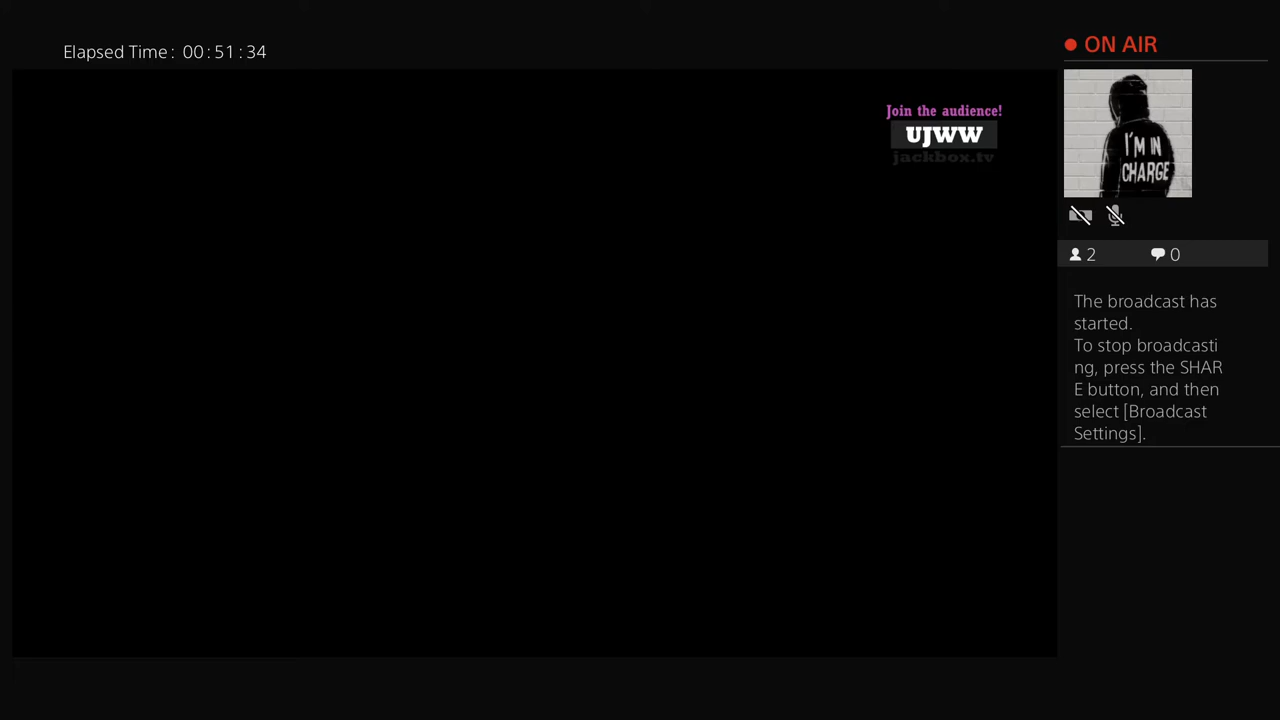 Elapsed Time: 00:51:34
ON AIR
Join the audience!
UJWW
jackbox.tv
I'M IN
CHARGE
2
0
The broadcast has
started.
To stop broadcasti
ng, press the SHAR
E button, and then
select [Broadcast
Settings].